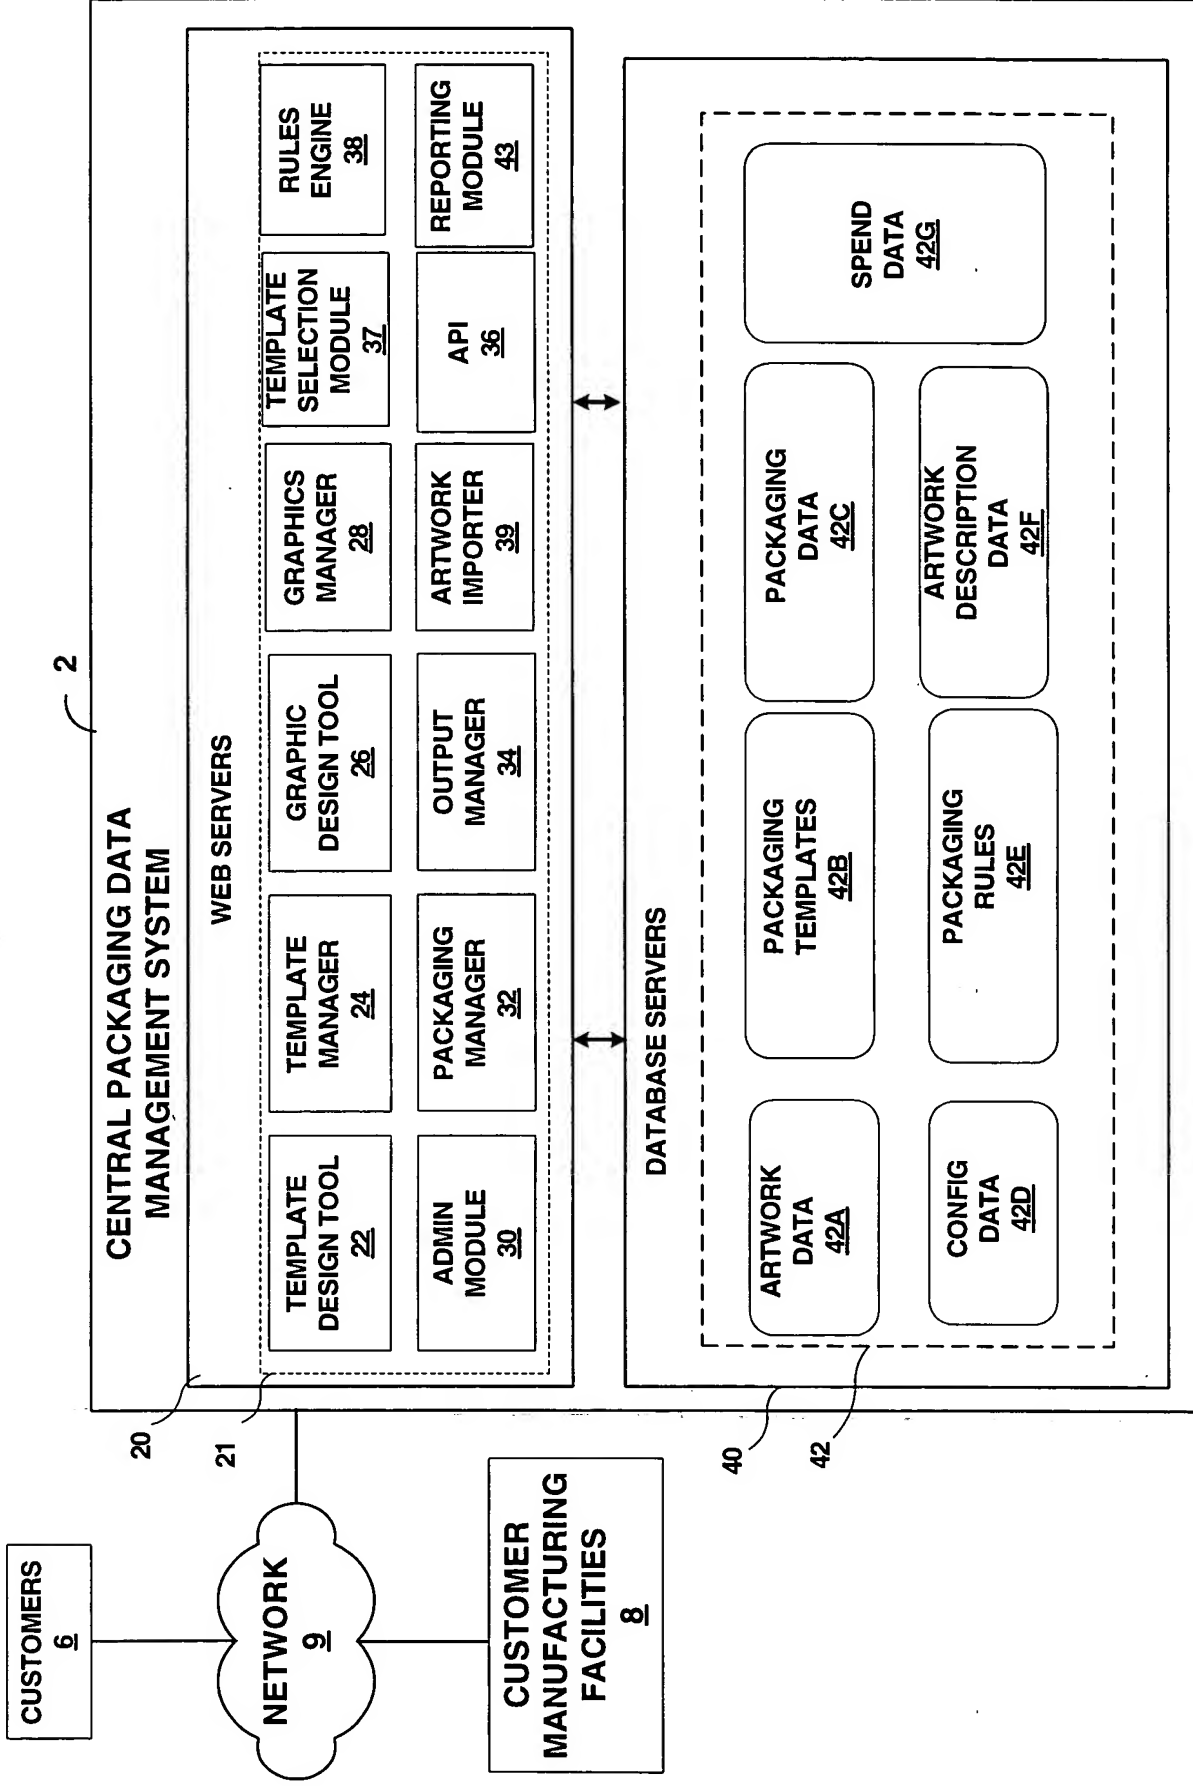 CUSTOMERS
6
NETWORK
9
CUSTOMER
MANUFACTURING
FACILITIES
8
2
CENTRAL PACKAGING DATA
MANAGEMENT SYSTEM
20
21
WEB SERVERS
TEMPLATE
DESIGN TOOL
22
TEMPLATE
MANAGER
24
GRAPHIC
DESIGN TOOL
26
GRAPHICS
MANAGER
28
TEMPLATE
SELECTION
MODULE
37
RULES
ENGINE
38
ADMIN
MODULE
30
PACKAGING
MANAGER
32
OUTPUT
MANAGER
34
ARTWORK
IMPORTER
39
API
36
REPORTING
MODULE
43
40
42
DATABASE SERVERS
ARTWORK
DATA
42A
PACKAGING
TEMPLATES
42B
PACKAGING
DATA
42C
SPEND
DATA
42G
CONFIG
DATA
42D
PACKAGING
RULES
42E
ARTWORK
DESCRIPTION
DATA
42F